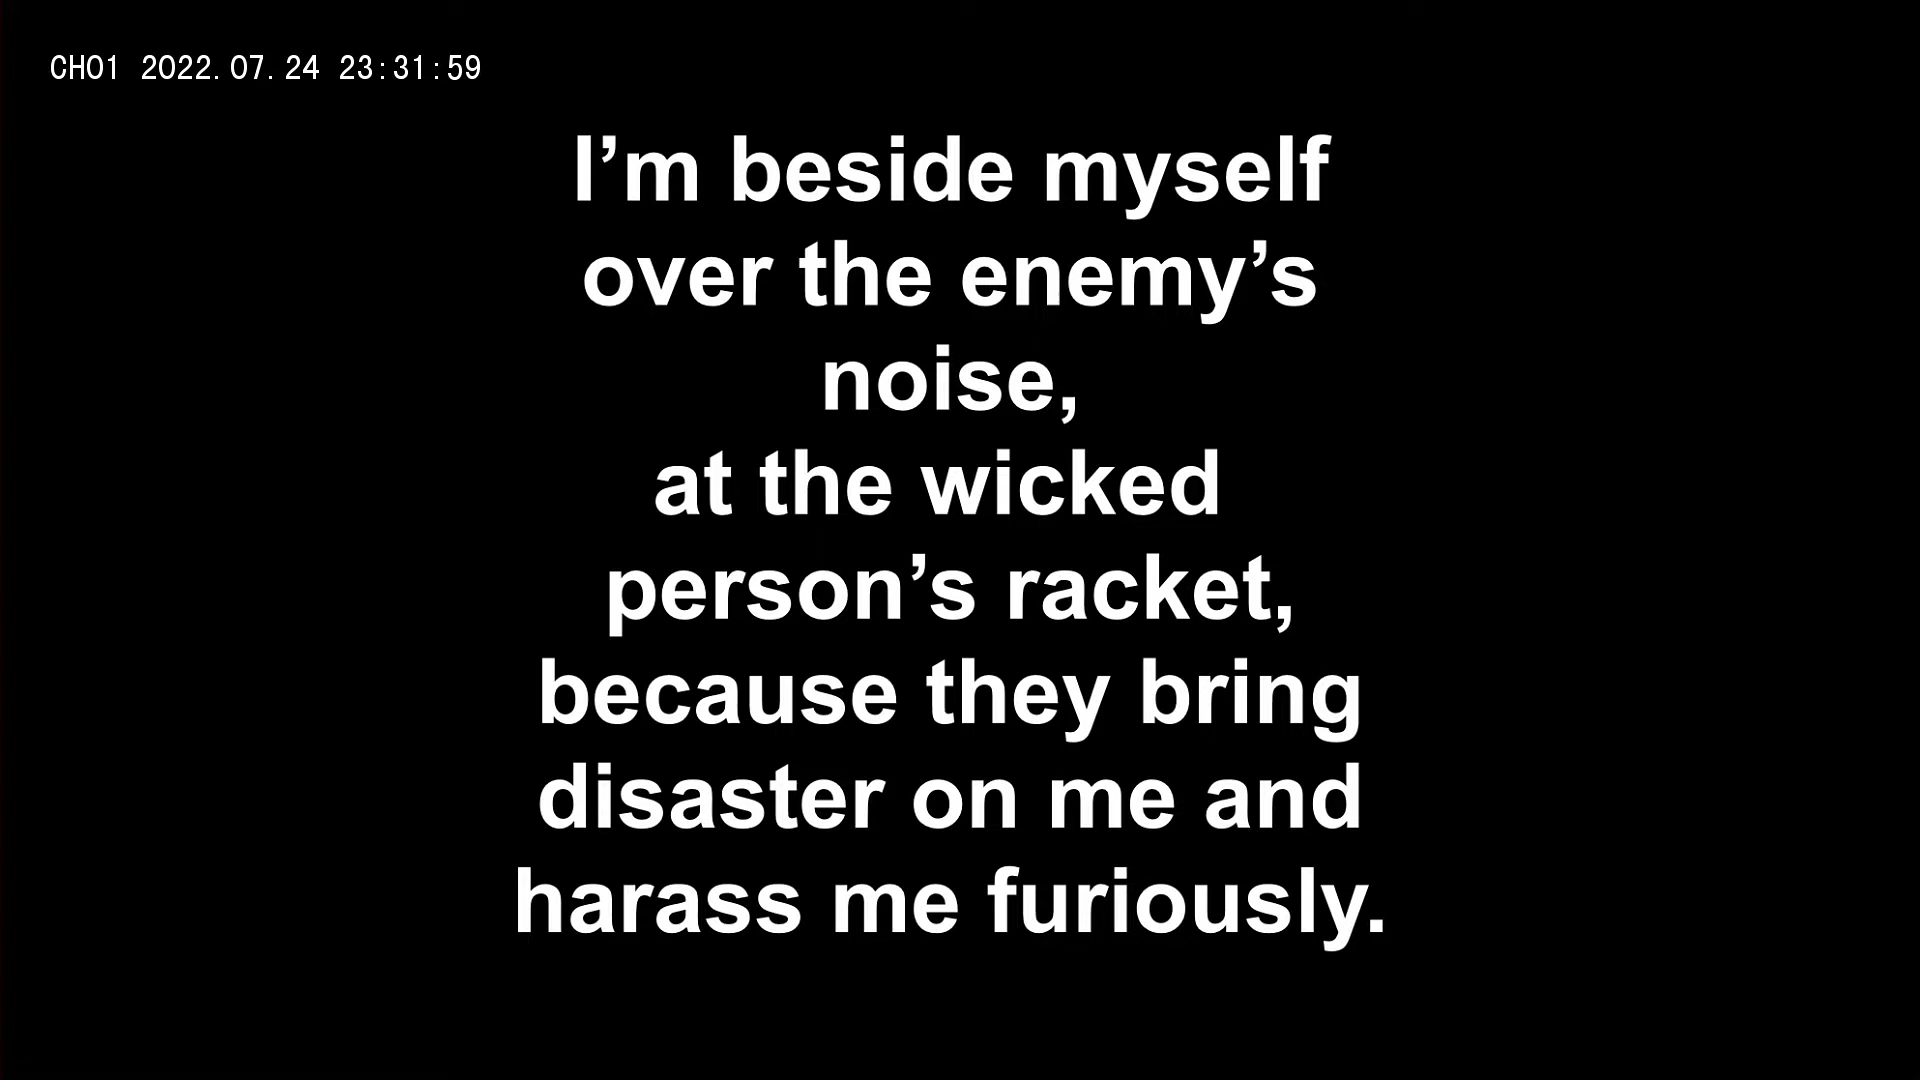 CH01 2022.07.24 23:31:59
I’m beside myself
over the enemy’s
noise,
at the wicked
person’s racket,
because they bring
disaster on me and
harass me furiously.